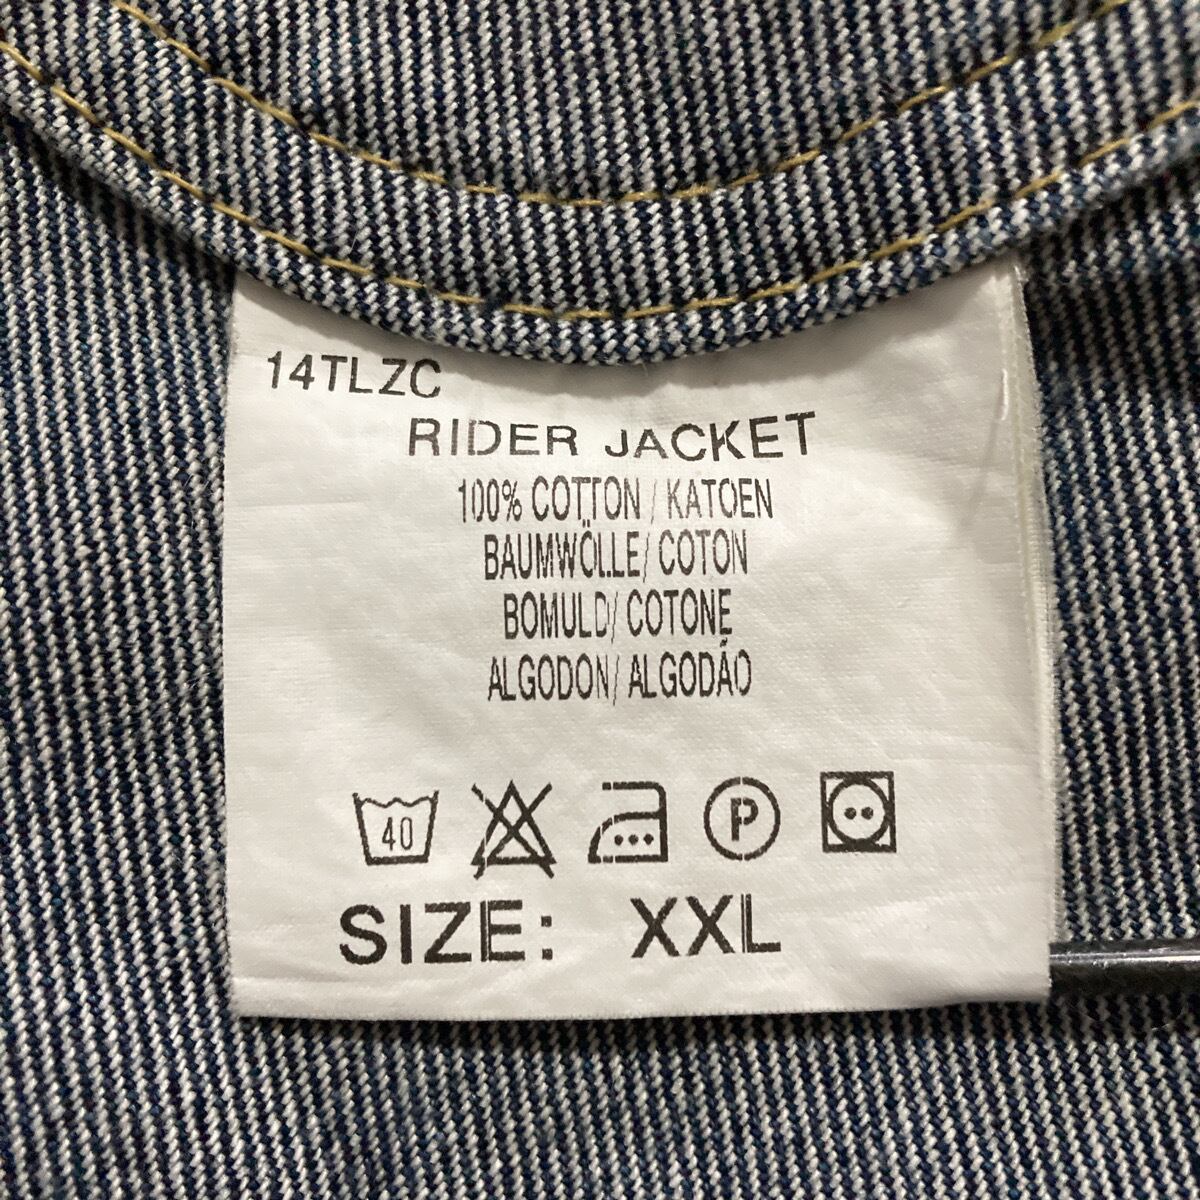 14TLZC
RIDER JACKET
100% COTTON / KATOEN
BAUMWÖLLE/ COTON
BOMULD/ COTONE
ALGODON/ ALGODÃO
40 P
SIZE: XXL